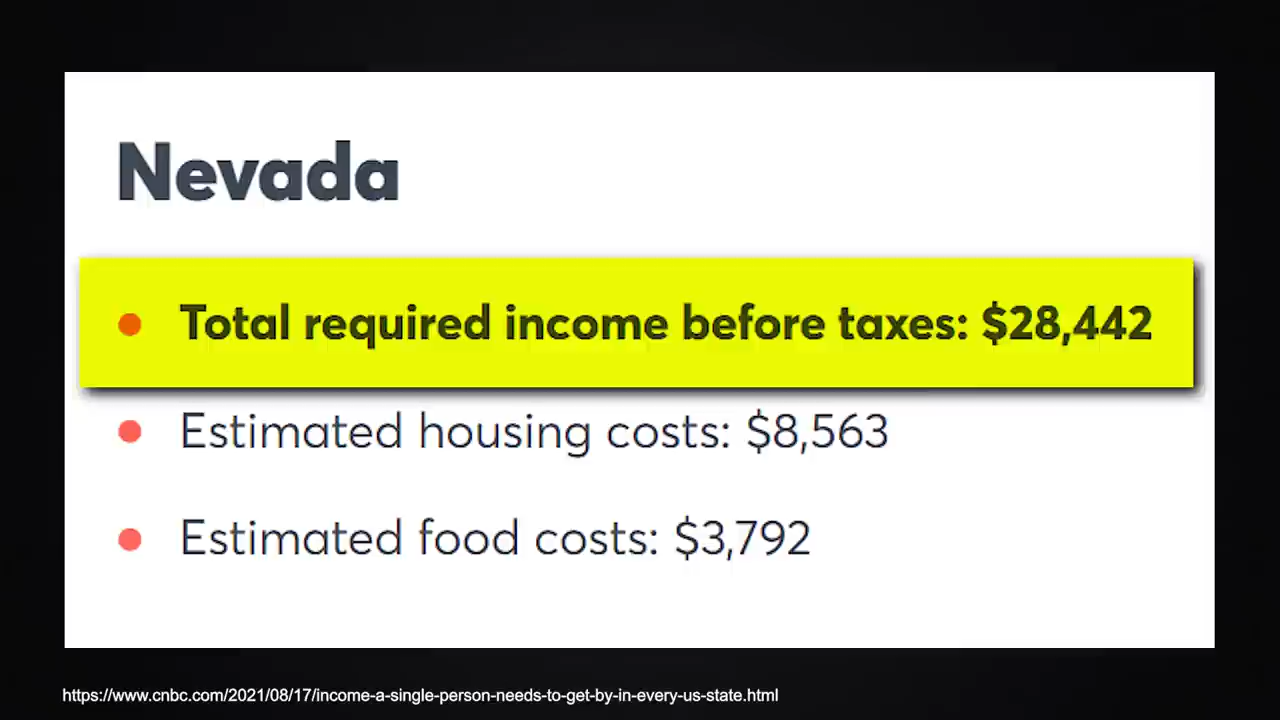 Nevada
• Total required income before taxes: $28,442
• Estimated housing costs: $8,563
• Estimated food costs: $3,792
https://www.cnbc.com/2021/08/17/income-a-single-person-needs-to-get-by-in-every-us-state.html